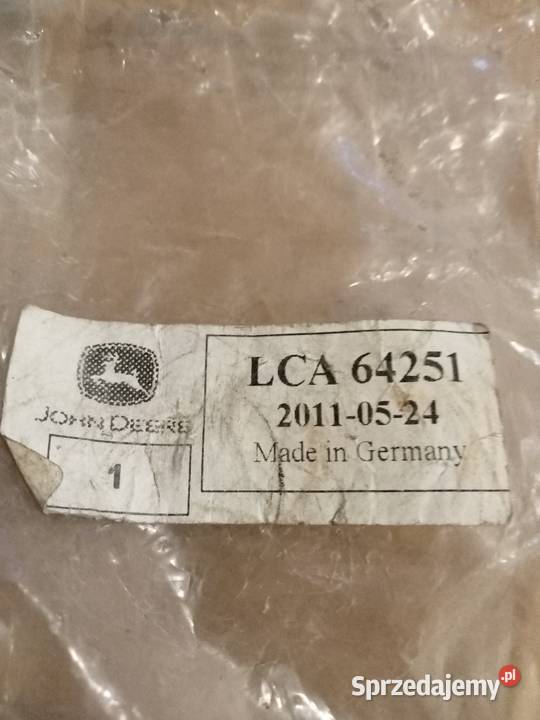 JOHN DEERE
1
LCA 64251
2011-05-24
Made in Germany
Sprzedajemy.pl